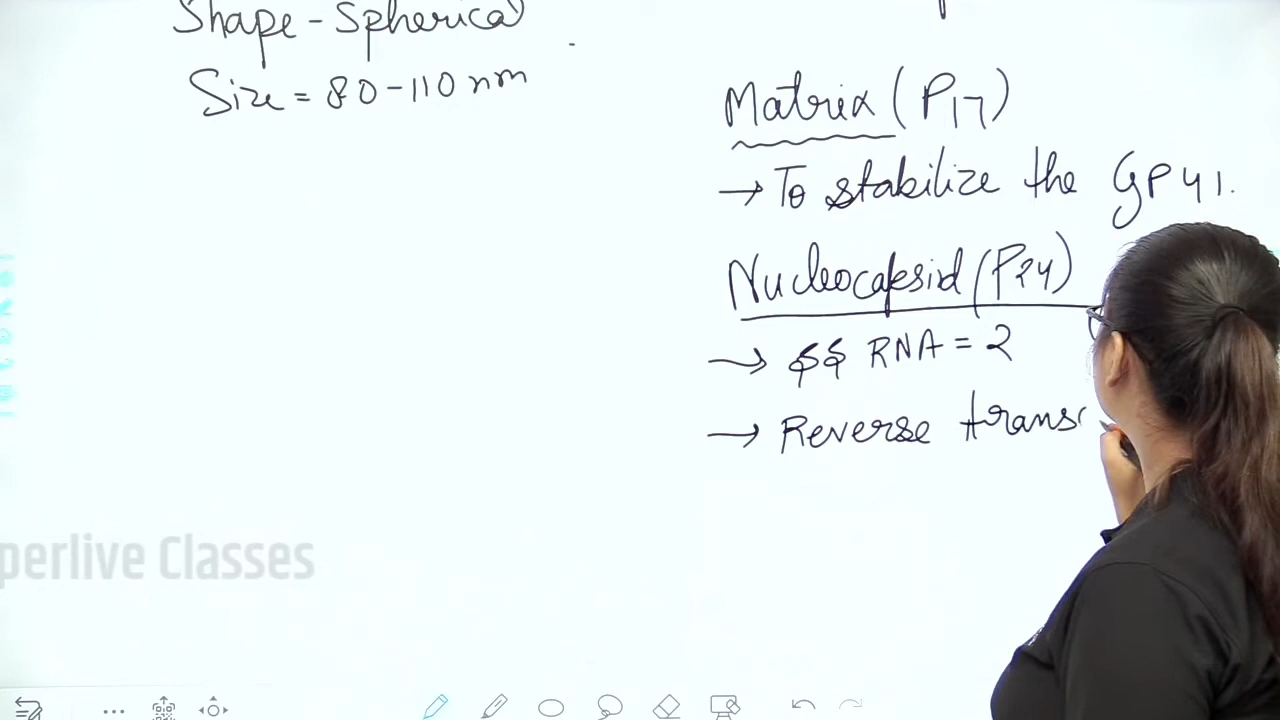 Shape - Spherical
Size = 80-110 nm
Matrix (P17)
→ To stabilize the GP41.
Nucleocapsid (P24)
→ SS RNA = 2
→ Reverse trans
perlive Classes